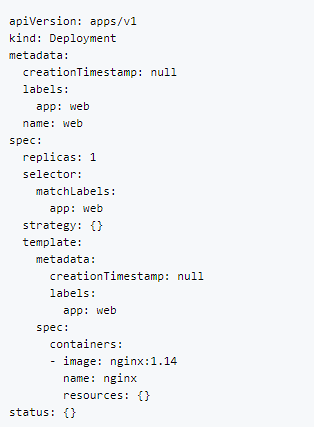 apiVersion: apps/v1
kind: Deployment
metadata:
  creationTimestamp: null
  labels:
    app: web
  name: web
spec:
  replicas: 1
  selector:
    matchLabels:
      app: web
  strategy: {}
  template:
    metadata:
      creationTimestamp: null
      labels:
        app: web
    spec:
      containers:
      - image: nginx:1.14
        name: nginx
        resources: {}
status: {}